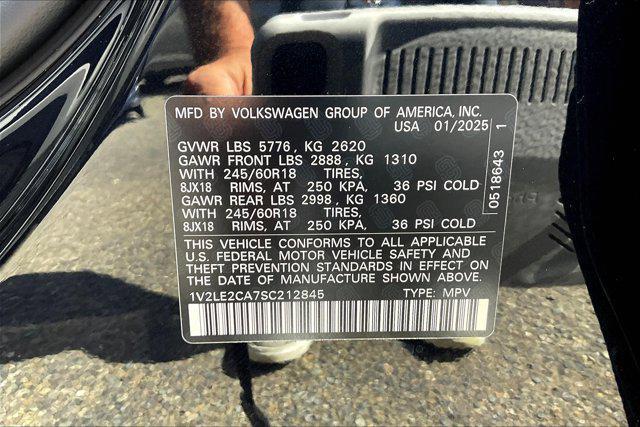 MFD BY VOLKSWAGEN GROUP OF AMERICA, INC.
USA 01/2025 1
GVWR LBS 5776, KG 2620
GAWR FRONT LBS 2888, KG 1310
WITH 245/60R18 TIRES,
8JX18 RIMS, AT 250 KPA, 36 PSI COLD
GAWR REAR LBS 2998, KG 1360
WITH 245/60R18 TIRES,
8JX18 RIMS, AT 250 KPA, 36 PSI COLD
0518643
THIS VEHICLE CONFORMS TO ALL APPLICABLE
U.S. FEDERAL MOTOR VEHICLE SAFETY AND
THEFT PREVENTION STANDARDS IN EFFECT ON
THE DATE OF MANUFACTURE SHOWN ABOVE.
1V2LE2CA7SC212845 TYPE: MPV